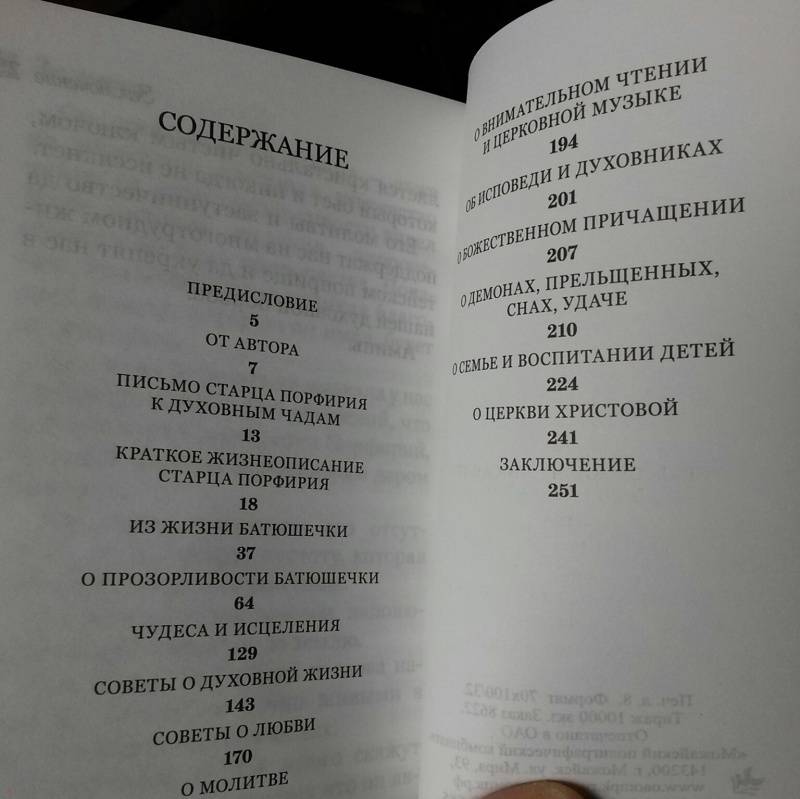 СОДЕРЖАНИЕ
ПРЕДИСЛОВИЕ
5
ОТ АВТОРА
7
ПИСЬМО СТАРЦА ПОРФИРИЯ
К ДУХОВНЫМ ЧАДАМ
13
КРАТКОЕ ЖИЗНЕОПИСАНИЕ
СТАРЦА ПОРФИРИЯ
18
ИЗ ЖИЗНИ БАТЮШЕЧКИ
37
О ПРОЗОРЛИВОСТИ БАТЮШЕЧКИ
64
ЧУДЕСА И ИСЦЕЛЕНИЯ
129
СОВЕТЫ О ДУХОВНОЙ ЖИЗНИ
143
СОВЕТЫ О ЛЮБВИ
170
О МОЛИТВЕ
О ВНИМАТЕЛЬНОМ ЧТЕНИИ
И ЦЕРКОВНОЙ МУЗЫКЕ
194
ОБ ИСПОВЕДИ И ДУХОВНИКАХ
201
О БОЖЕСТВЕННОМ ПРИЧАЩЕНИИ
207
О ДЕМОНАХ, ПРЕЛЬЩЕННЫХ,
СНАХ, УДАЧЕ
210
О СЕМЬЕ И ВОСПИТАНИИ ДЕТЕЙ
224
О ЦЕРКВИ ХРИСТОВОЙ
241
ЗАКЛЮЧЕНИЕ
251